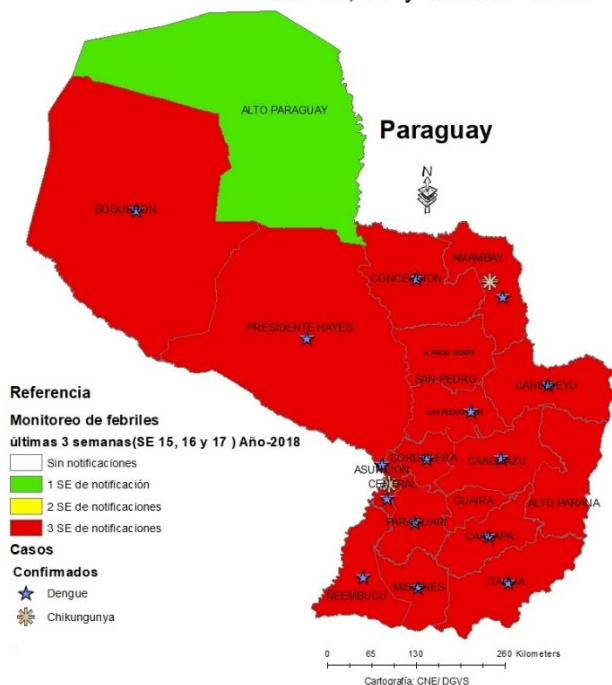 Paraguay
N
ALTO PARAGUAY
BOQUERON
AMAMBAY
CONCEPCION
PRESIDENTE HAYES
SAN PEDRO
CANINDEYU
CORDILLERA
CAAGUAZU
ASUNCION
CENTRAL
GUAIRA
ALTO PARANA
PARAGUARI
CAAZAPA
ÑEEMBUCU
MISIONES
ITAPUA
Referencia
Monitoreo de febriles
últimas 3 semanas(SE 15, 16 y 17 ) Año-2018
Sin notificaciones
1 SE de notificación
2 SE de notificaciones
3 SE de notificaciones
Casos
Confirmados
Dengue
Chikungunya
0 65 130 260 Kilometers
Cartografía: CNE/ DGVS